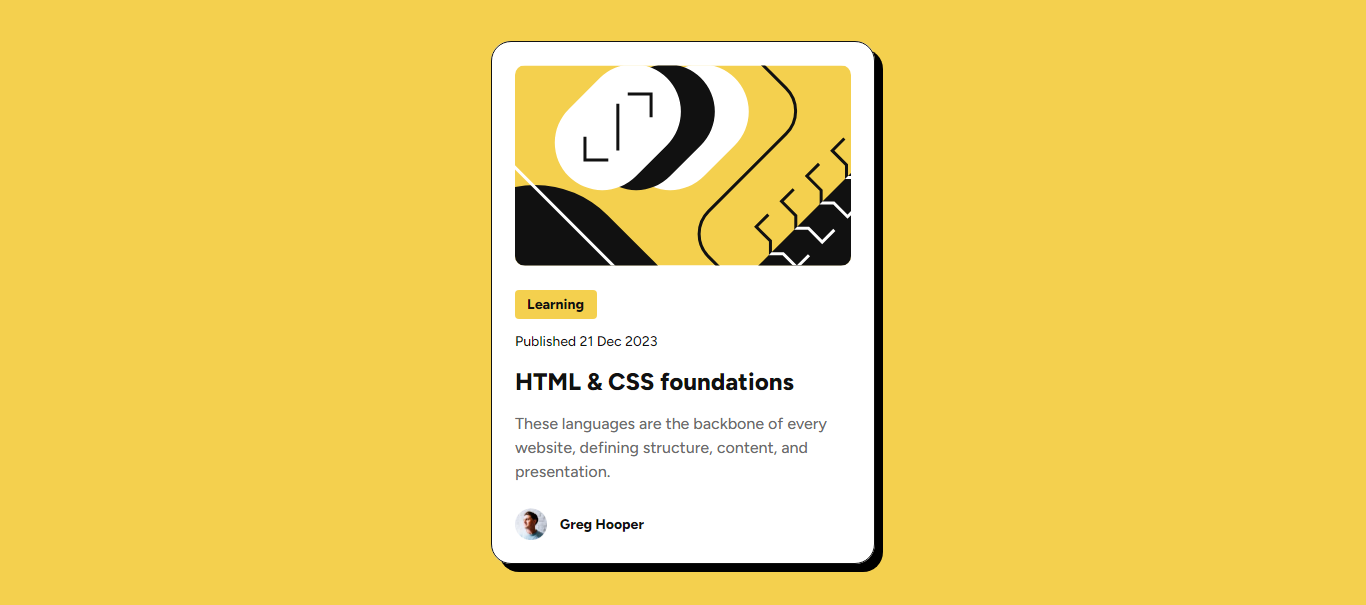 Learning
Published 21 Dec 2023
HTML & CSS foundations
These languages are the backbone of every
website, defining structure, content, and
presentation.
Greg Hooper